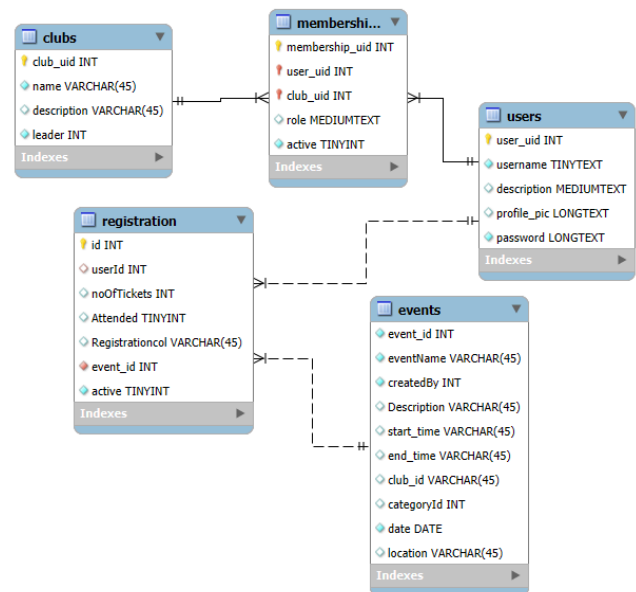 clubs
club_uid INT
name VARCHAR(45)
description VARCHAR(45)
leader INT
Indexes
membershi...
membership_uid INT
user_uid INT
club_uid INT
role MEDIUMTEXT
active TINYINT
Indexes
users
user_uid INT
username TINYTEXT
description MEDIUMTEXT
profile_pic LONGTEXT
password LONGTEXT
Indexes
registration
id INT
userId INT
noOfTickets INT
Attended TINYINT
Registrationcol VARCHAR(45)
event_id INT
active TINYINT
Indexes
events
event_id INT
eventName VARCHAR(45)
createdBy INT
Description VARCHAR(45)
start_time VARCHAR(45)
end_time VARCHAR(45)
club_id VARCHAR(45)
categoryId INT
date DATE
location VARCHAR(45)
Indexes